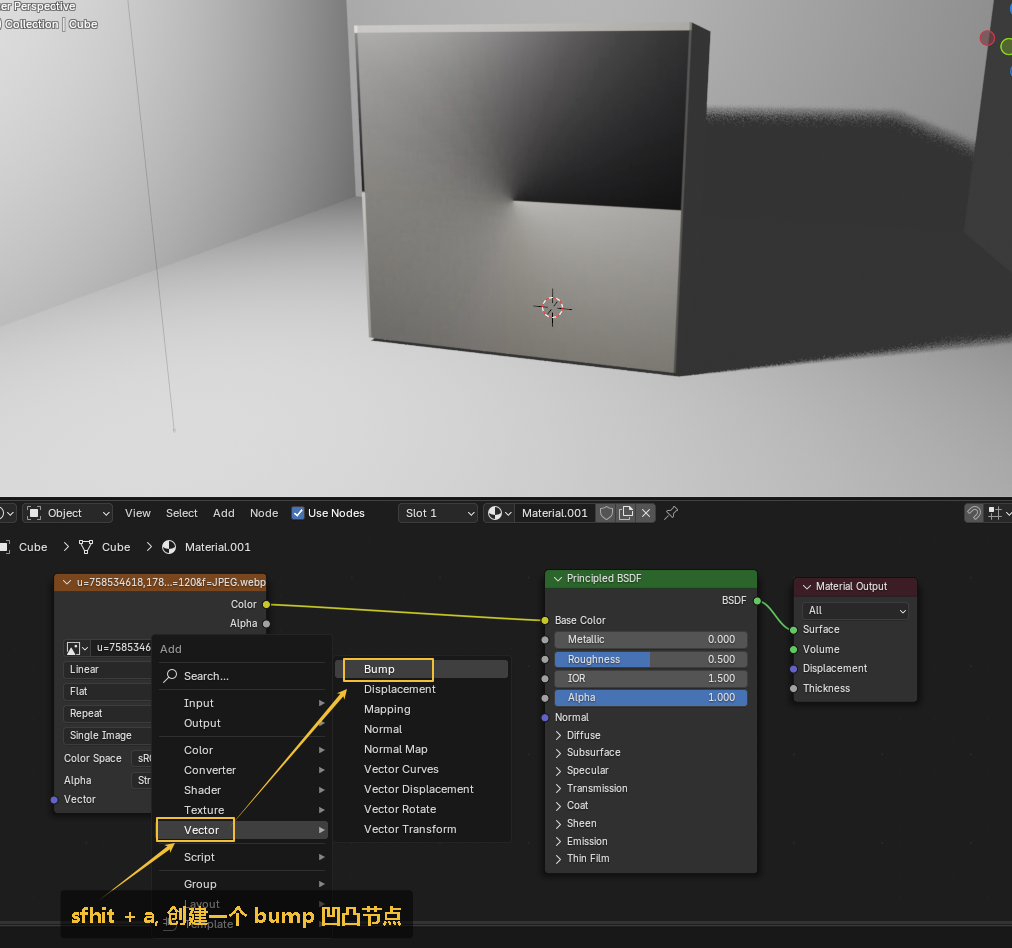 er Perspective
) Collection | Cube
Object View Select Add Node Use Nodes Slot 1 Material.001
Cube Cube Material.001
u=758534618,178...=120&f=JPEG.webp
Color
Alpha
u=7585346
Linear
Flat
Repeat
Single Image
Color Space sR
Alpha Str
Vector
Add
Search...
Input
Output
Color
Converter
Shader
Texture
Vector
Script
Group
Layout
Template
Bump
Displacement
Mapping
Normal
Normal Map
Vector Curves
Vector Displacement
Vector Rotate
Vector Transform
Principled BSDF
BSDF
Base Color
Metallic 0.000
Roughness 0.500
IOR 1.500
Alpha 1.000
Normal
Diffuse
Subsurface
Specular
Transmission
Coat
Sheen
Emission
Thin Film
Material Output
All
Surface
Volume
Displacement
Thickness
sfhit + a, 创建一个 bump 凹凸节点